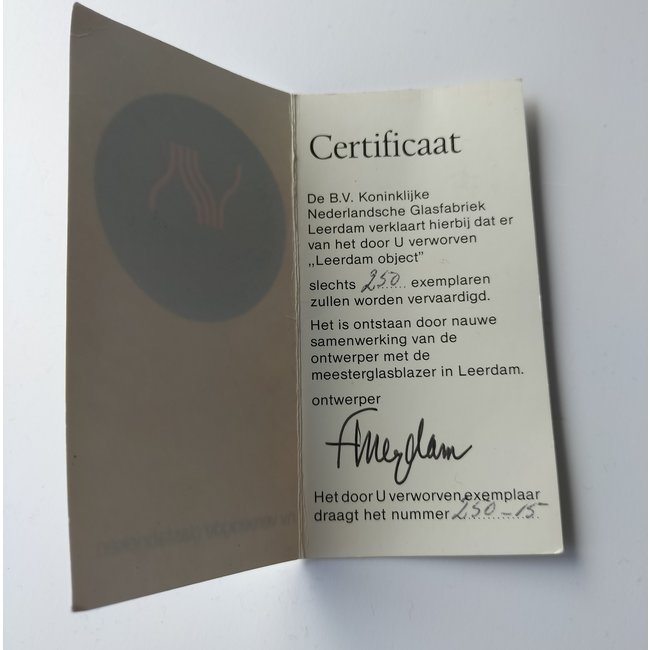 Certificaat
De B.V. Koninklijke
Nederlandsche Glasfabriek
Leerdam verklaart hierbij dat er
van het door U verworven
„Leerdam object”
slechts 250 exemplaren
zullen worden vervaardigd.
Het is ontstaan door nauwe
samenwerking van de
ontwerper met de
meesterglasblazer in Leerdam.
ontwerper
Het door U verworven exemplaar
draagt het nummer 250-15